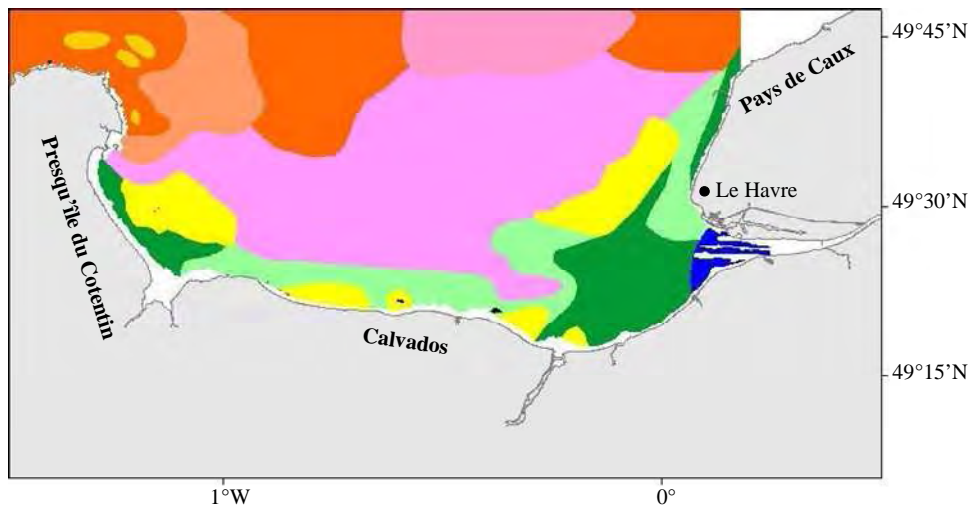 49°45’N
Pays de Caux
Presqu’île du Cotentin
Le Havre
49°30’N
Calvados
49°15’N
1°W
0°